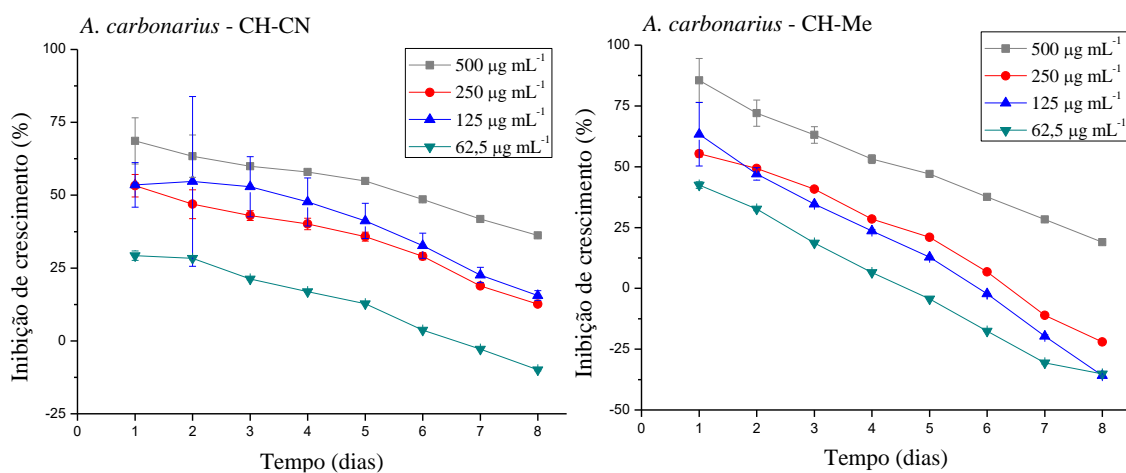 A. carbonarius - CH-CN
100
75
50
25
0
-25
Inibição de crescimento (%)
500 µg mL⁻¹
250 µg mL⁻¹
125 µg mL⁻¹
62,5 µg mL⁻¹
0 1 2 3 4 5 6 7 8
Tempo (dias)
A. carbonarius - CH-Me
100
75
50
25
0
-25
-50
Inibição de crescimento (%)
500 µg mL⁻¹
250 µg mL⁻¹
125 µg mL⁻¹
62,5 µg mL⁻¹
0 1 2 3 4 5 6 7 8
Tempo (dias)